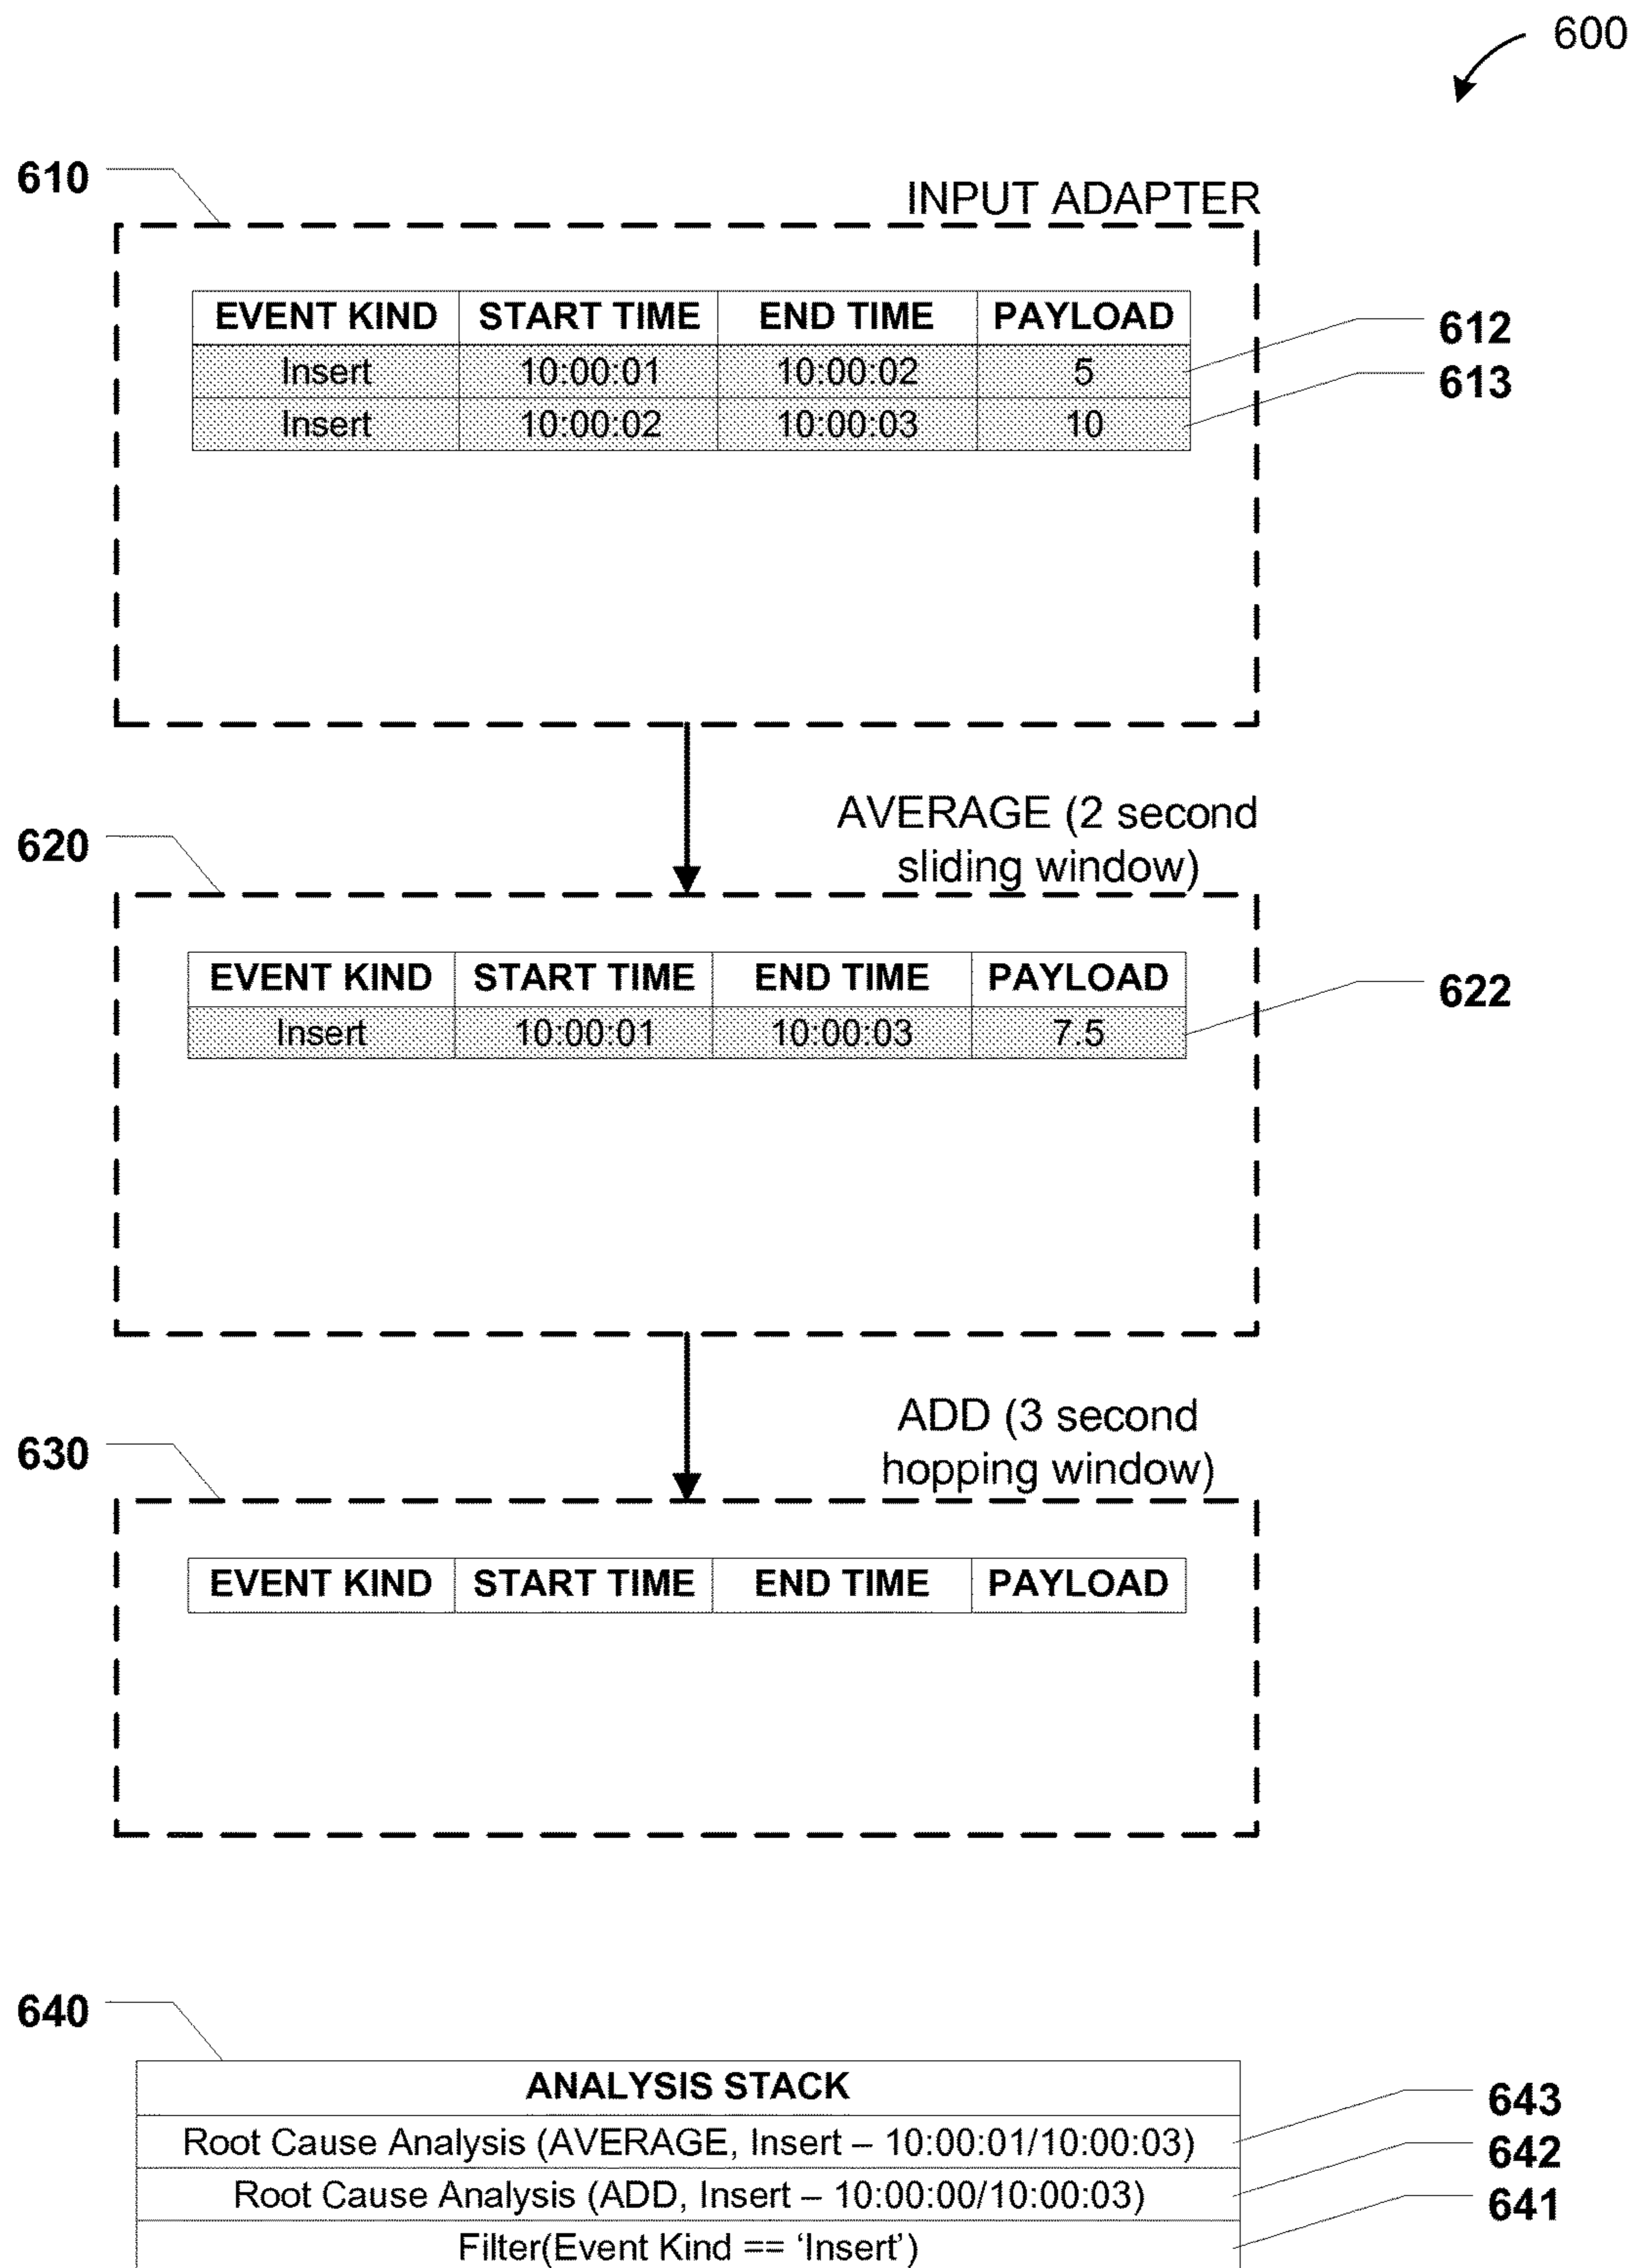 600
610
INPUT ADAPTER
EVENT KIND START TIME END TIME PAYLOAD
Insert 10:00:01 10:00:02 5
612
Insert 10:00:02 10:00:03 10
613
AVERAGE (2 second
sliding window)
620
EVENT KIND START TIME END TIME PAYLOAD
Insert 10:00:01 10:00:03 7.5
622
ADD (3 second
hopping window)
630
EVENT KIND START TIME END TIME PAYLOAD
640
ANALYSIS STACK
Root Cause Analysis (AVERAGE, Insert – 10:00:01/10:00:03)
643
Root Cause Analysis (ADD, Insert – 10:00:00/10:00:03)
642
Filter(Event Kind == ‘Insert’)
641